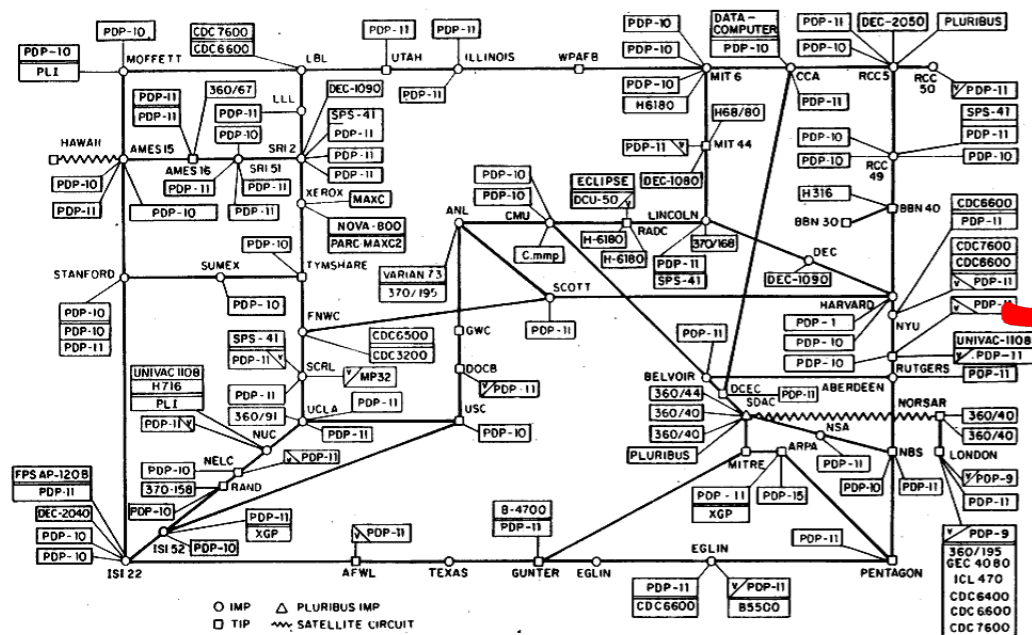 PDP-10
PLI
PDP-10
MOFFETT
CDC7600
CDC6600
LBL
PDP-11
UTAH
PDP-11
ILLINOIS
PDP-11
WPAFB
PDP-10
PDP-10
PDP-10
H6180
MIT 6
DATA-
COMPUTER
PDP-10
CCA
PDP-11
PDP-11
PDP-10
DEC-2050
PLURIBUS
RCC5
RCC
50
PDP-11
LLL
PDP-11
360/67
PDP-11
PDP-11
HAWAII
AMES15
AMES16
PDP-10
SRI 51
PDP-11
PDP-11
SRI 2
DEC-1090
SPS-41
PDP-11
PDP-11
PDP-11
PDP-10
PDP-11
PDP-10
H68/80
PDP-11
MIT 44
DEC-1080
SPS-41
PDP-11
PDP-10
PDP-10
PDP-10
RCC
49
XEROX
MAXC
NOVA-800
PARC-MAXC2
PDP-10
PDP-10
CMU
C.mmp
ANL
ECLIPSE
DCU-50
RADC
H-6180
H-6180
LINCOLN
370/168
PDP-11
SPS-41
H316
BBN 40
BBN 30
CDC6600
PDP-11
CDC7600
CDC6600
PDP-11
DEC
DEC-1090
STANFORD
PDP-10
PDP-10
PDP-11
SUMEX
PDP-10
PDP-10
TYMSHARE
VARIAN 73
370/195
SCOTT
PDP-11
HARVARD
PDP-1
PDP-10
PDP-10
NYU
FNWC
CDC6500
CDC3200
SPS-41
PDP-11
SCRL
MP32
GWC
DOCB
PDP-11
PDP-11
UNIVAC-1108
PDP-11
RUTGERS
PDP-11
UNIVAC 1108
H716
PLI
PDP-11
NUC
360/91
UCLA
PDP-11
PDP-11
USC
PDP-10
BELVOIR
360/44
360/40
360/40
PLURIBUS
DCEC
PDP-11
ABERDEEN
SDAC
NORSAR
360/40
360/40
NSA
PDP-11
NBS
PDP-10
PDP-11
LONDON
PDP-9
PDP-11
PDP-9
360/195
GEC 4080
ICL 470
CDC6400
CDC6600
CDC7600
NELC
PDP-10
PDP-11
RAND
370-158
PDP-10
MITRE
ARPA
PDP-11
XGP
PDP-15
FPS AP-120B
PDP-11
DEC-2040
PDP-10
PDP-10
ISI 22
ISI 52
PDP-11
XGP
PDP-10
PDP-11
AFWL
TEXAS
B-4700
PDP-11
GUNTER
EGLIN
EGLIN
PDP-11
CDC6600
PDP-11
B5500
PDP-11
PENTAGON
IMP
PLURIBUS IMP
TIP
SATELLITE CIRCUIT